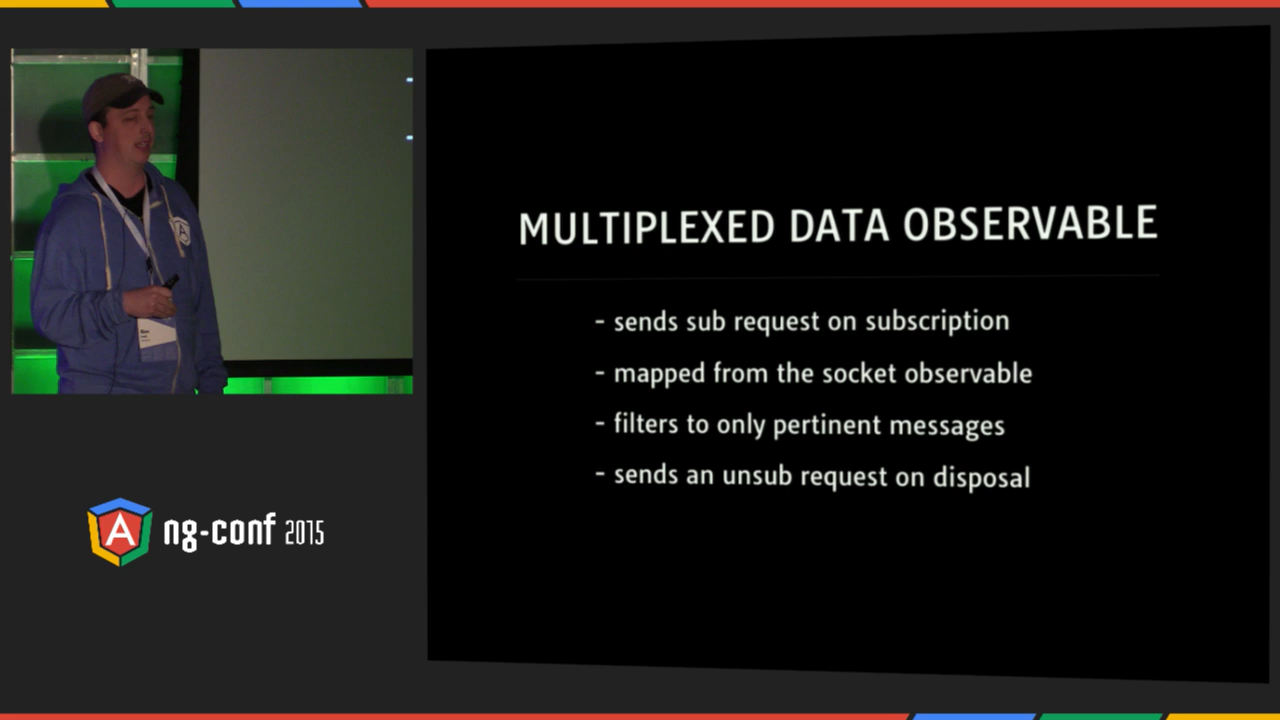 MULTIPLEXED DATA OBSERVABLE
- sends sub request on subscription
- mapped from the socket observable
- filters to only pertinent messages
- sends an unsub request on disposal
A
A ng-conf 2015